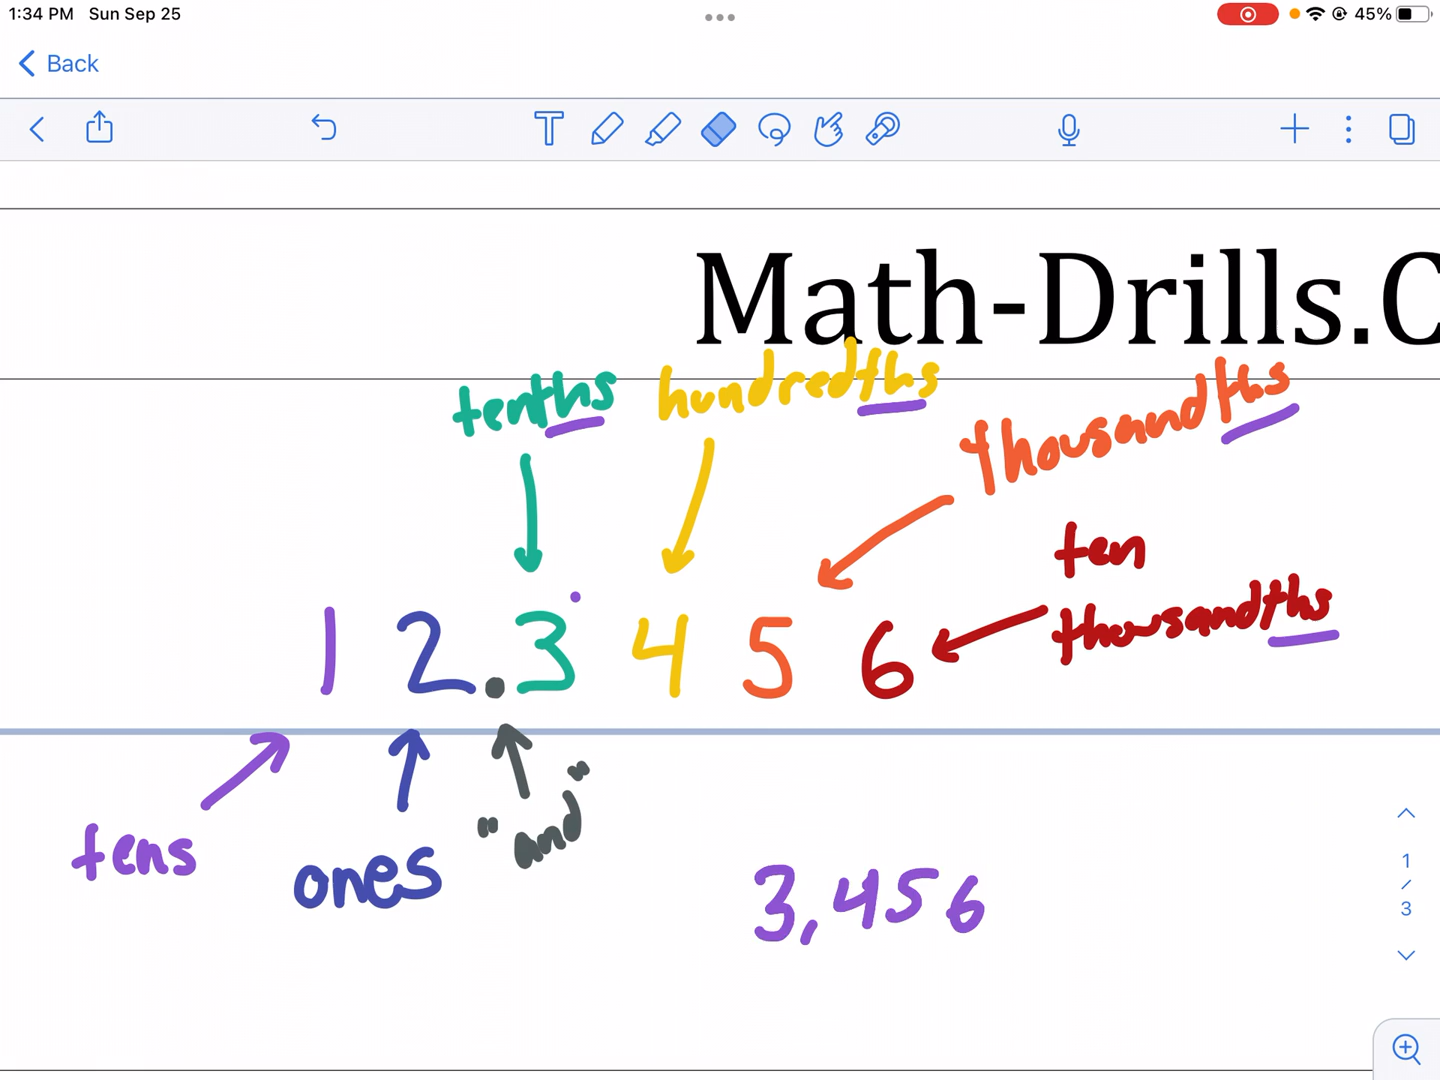 1:34 PM Sun Sep 25
45%
Back
Math-Drills.C
tenths hundredths thousandths
ten
thousandths
12.3456
tens ones "and"
3,456
1
/
3